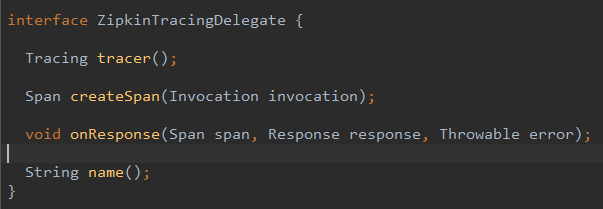 interface ZipkinTracingDelegate {
Tracing tracer();
Span createSpan(Invocation invocation);
void onResponse(Span span, Response response, Throwable error);
String name();
}